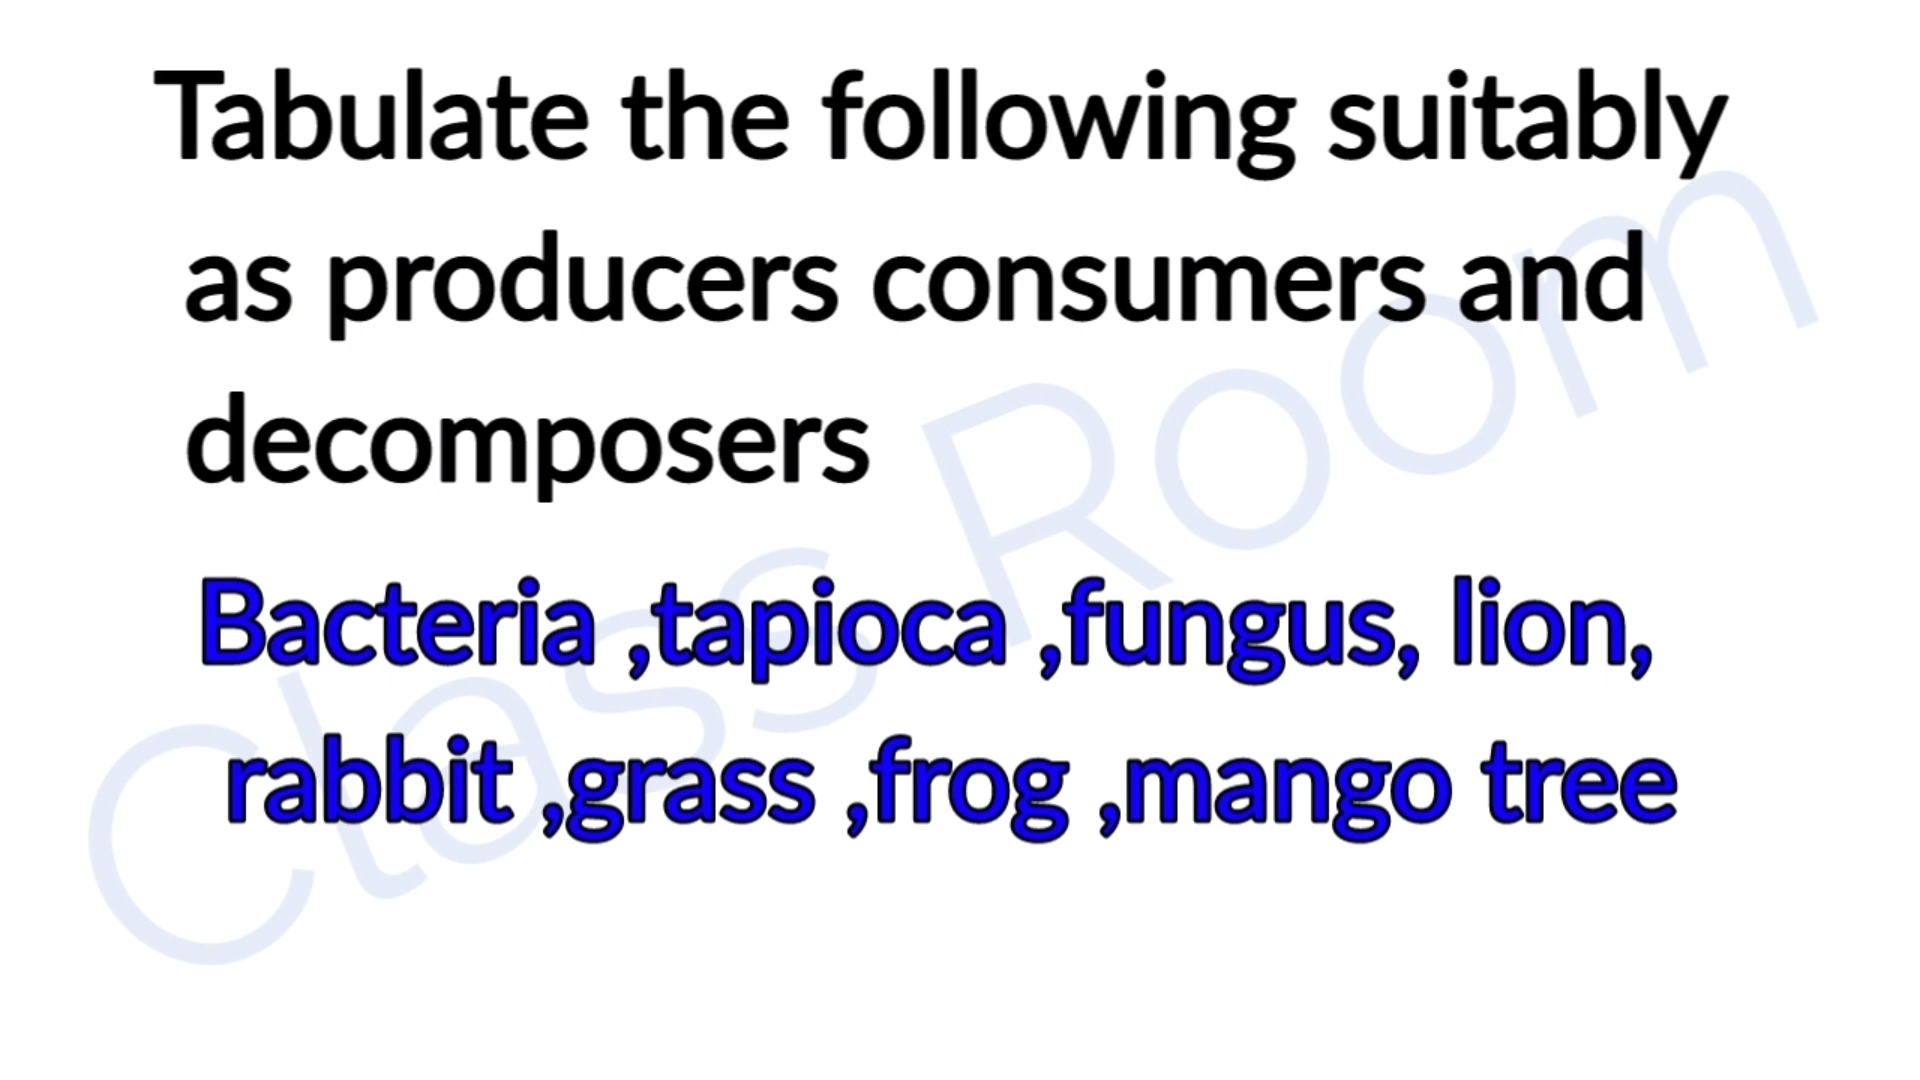 Tabulate the following suitably
as producers consumers and
decomposers
Bacteria ,tapioca ,fungus, lion,
rabbit ,grass ,frog ,mango tree
Class Room